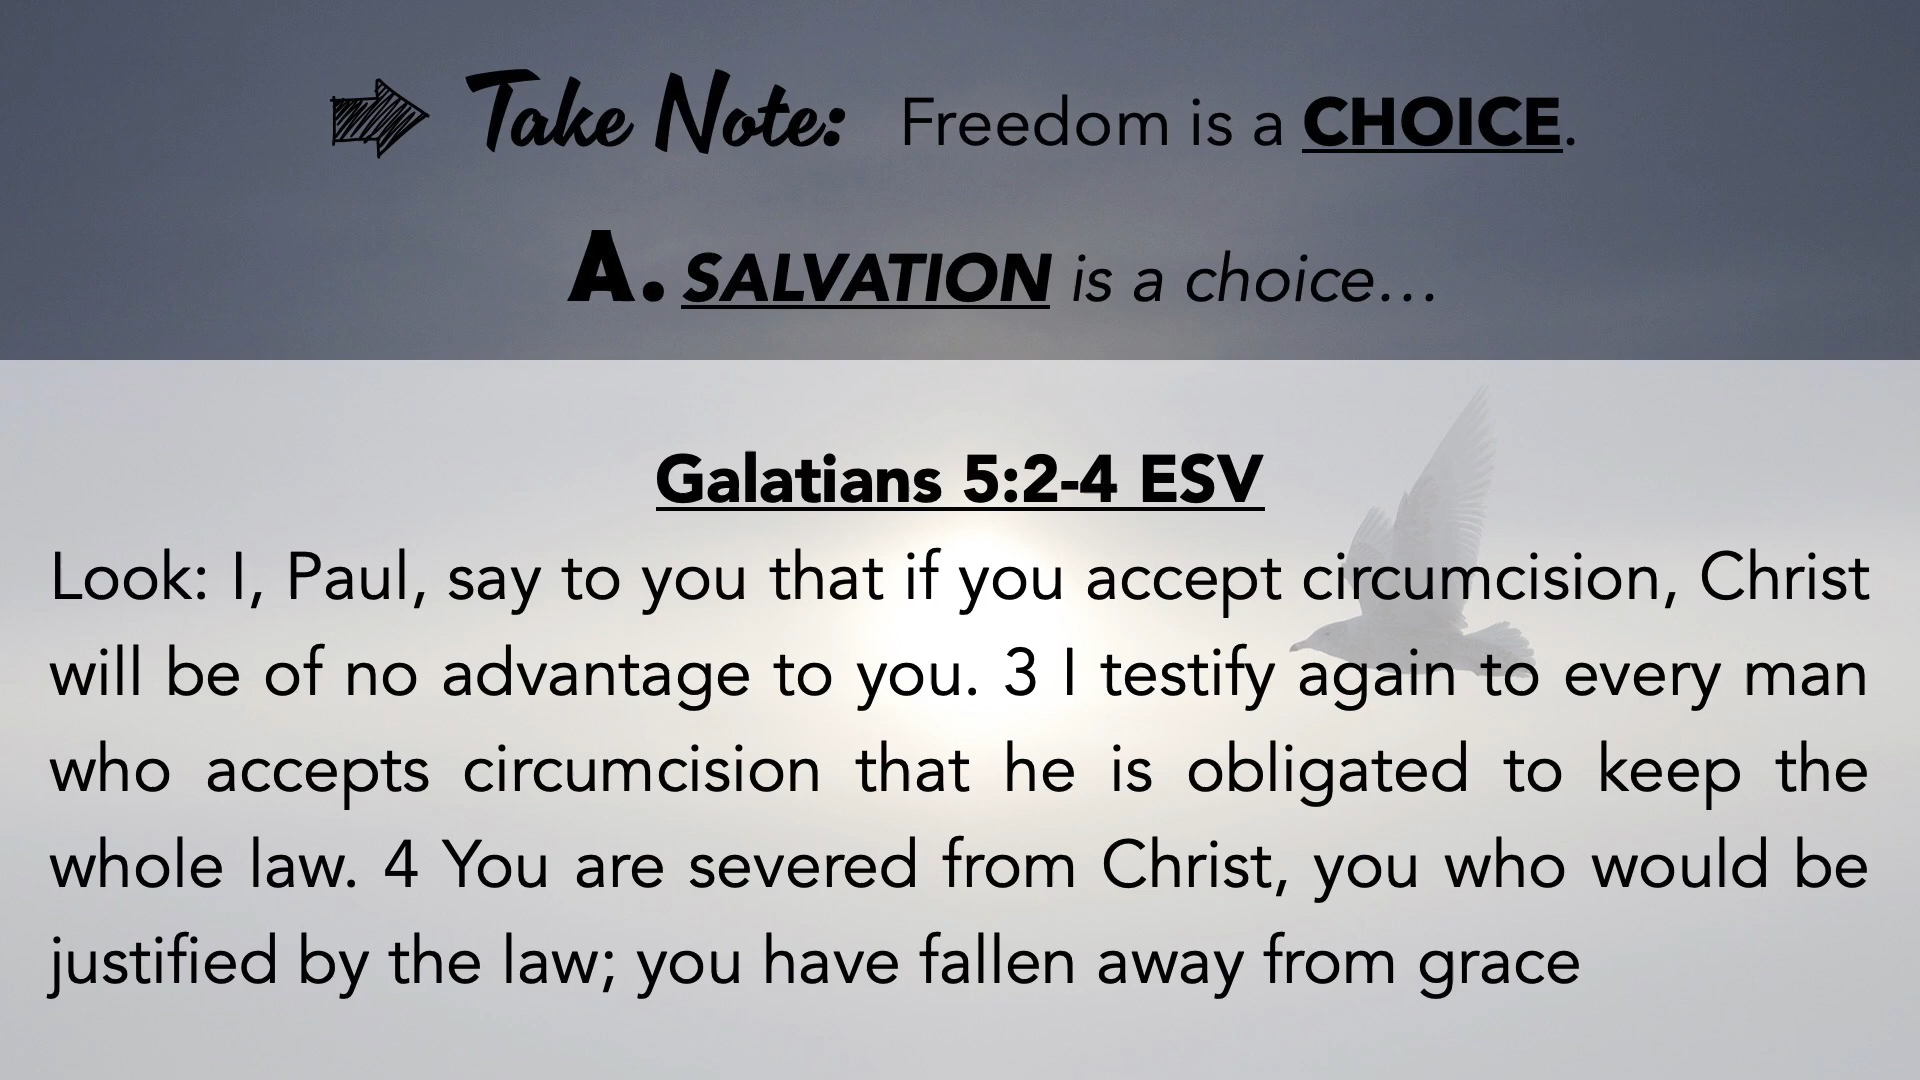 Take Note: Freedom is a CHOICE.
A. SALVATION is a choice…
Galatians 5:2-4 ESV
Look: I, Paul, say to you that if you accept circumcision, Christ
will be of no advantage to you. 3 I testify again to every man
who accepts circumcision that he is obligated to keep the
whole law. 4 You are severed from Christ, you who would be
justified by the law; you have fallen away from grace